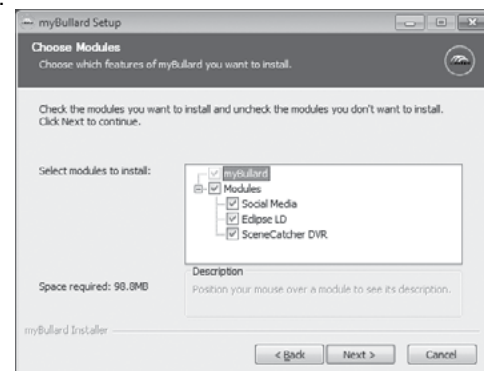 myBullard Setup
Choose Modules
Choose which features of myBullard you want to install.
Check the modules you want to install and uncheck the modules you don't want to install.
Click Next to continue.
Select modules to install:
myBullard
Modules
Social Media
Eclipse LD
SceneCatcher DVR
Space required: 98.8MB
Description
Position your mouse over a module to see its description.
myBullard Installer
< Back
Next >
Cancel